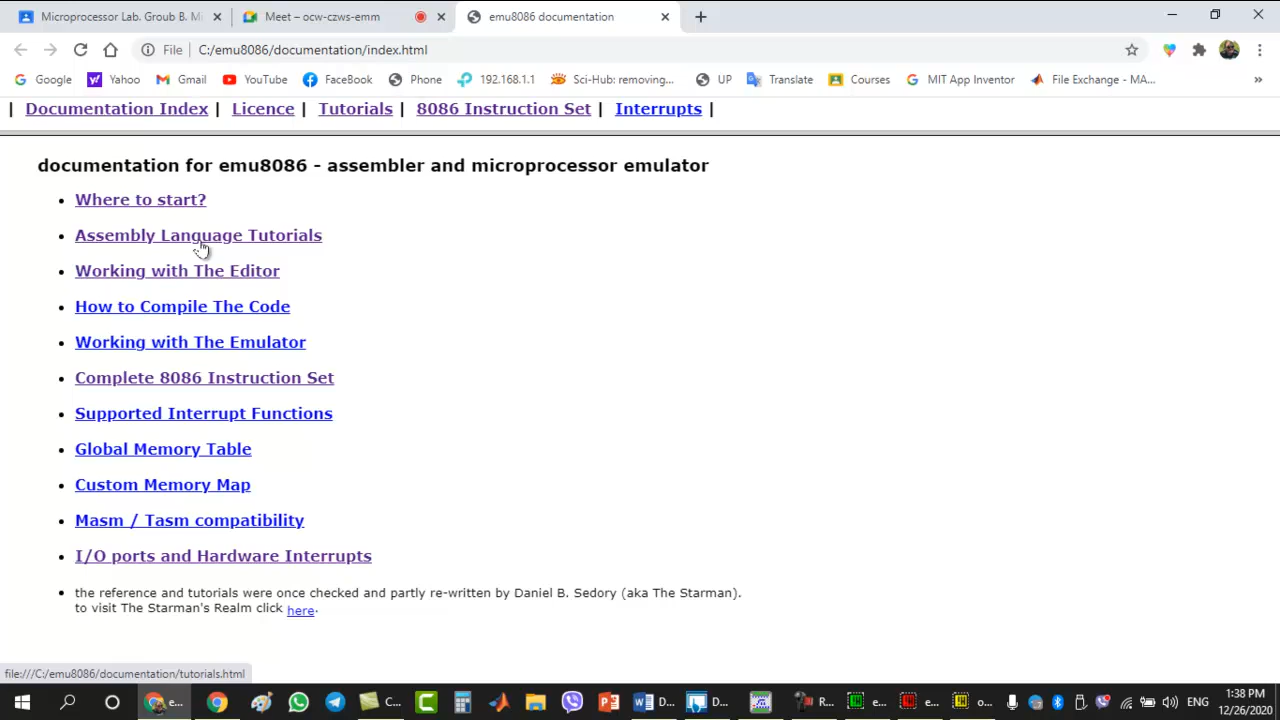 Microprocessor Lab. Groub B. Mi
Meet – ocw-czws-emm
emu8086 documentation
File
C:/emu8086/documentation/index.html
Google
Yahoo
Gmail
YouTube
FaceBook
Phone
192.168.1.1
Sci-Hub: removing...
UP
Translate
Courses
MIT App Inventor
File Exchange - MA...
»
| Documentation Index | Licence | Tutorials | 8086 Instruction Set | Interrupts |
documentation for emu8086 - assembler and microprocessor emulator
• Where to start?
• Assembly Language Tutorials
• Working with The Editor
• How to Compile The Code
• Working with The Emulator
• Complete 8086 Instruction Set
• Supported Interrupt Functions
• Global Memory Table
• Custom Memory Map
• Masm / Tasm compatibility
• I/O ports and Hardware Interrupts
• the reference and tutorials were once checked and partly re-written by Daniel B. Sedory (aka The Starman).
to visit The Starman's Realm click here.
file:///C:/emu8086/documentation/tutorials.html
e...
C...
D...
D...
R...
e...
e...
o...
ENG
1:38 PM
12/26/2020